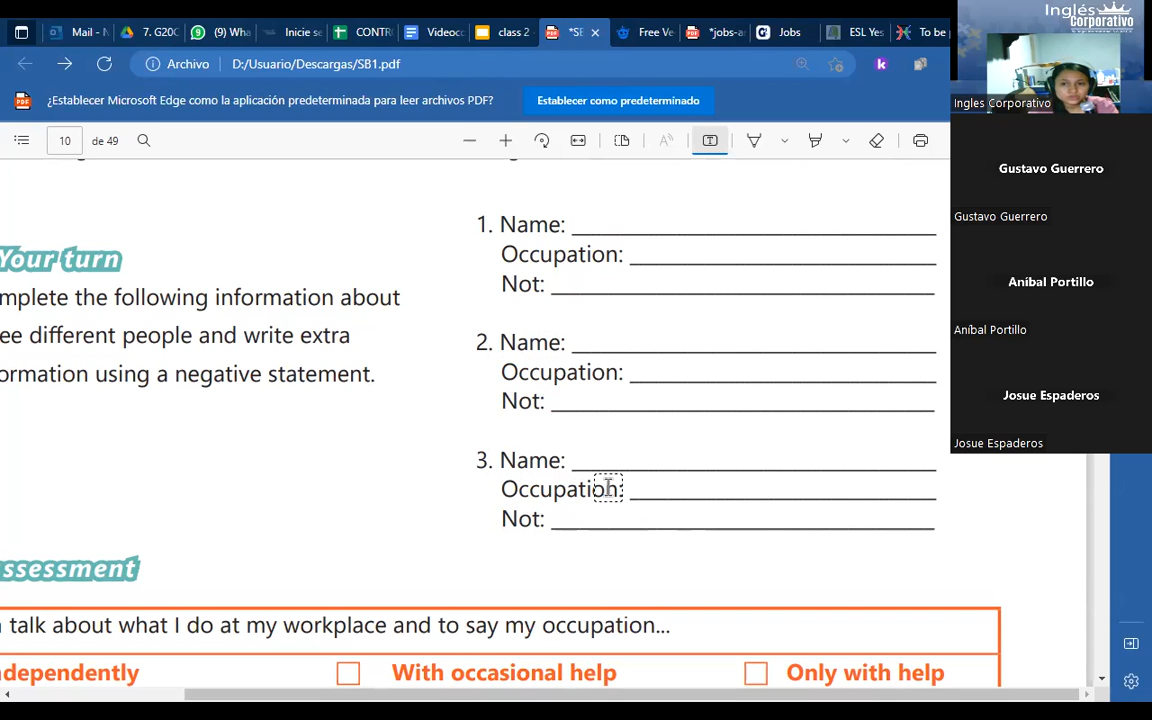 Mail - N
7. G20C
(9) Wha
Inicie se
CONTR
Videoco
class 2
*SB
Free Ve
*jobs-a
Jobs
ESL Yes
To be p
Archivo
D:/Usuario/Descargas/SB1.pdf
¿Establecer Microsoft Edge como la aplicación predeterminada para leer archivos PDF?
Establecer como predeterminado
10
de 49
1. Name:
Occupation:
Not:
Your turn
mplete the following information about
ee different people and write extra
ormation using a negative statement.
2. Name:
Occupation:
Not:
3. Name:
Occupation:
Not:
ssessment
talk about what I do at my workplace and to say my occupation...
dependently
With occasional help
Only with help
Inglés
Corporativo
Ingles Corporativo
Gustavo Guerrero
Gustavo Guerrero
Aníbal Portillo
Aníbal Portillo
Josue Espaderos
Josue Espaderos